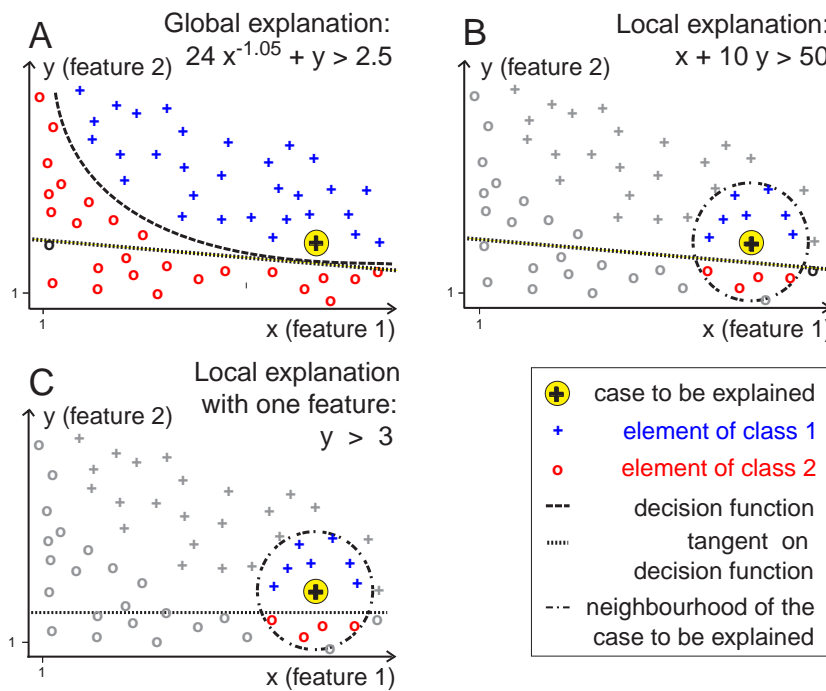 A
Global explanation:
24 x^-1.05 + y > 2.5
y (feature 2)
1
1
x (feature 1)
B
Local explanation:
x + 10 y > 50
y (feature 2)
1
1
x (feature 1)
C
Local explanation
with one feature:
y > 3
y (feature 2)
1
1
x (feature 1)
case to be explained
element of class 1
element of class 2
decision function
tangent on
decision function
neighbourhood of the
case to be explained